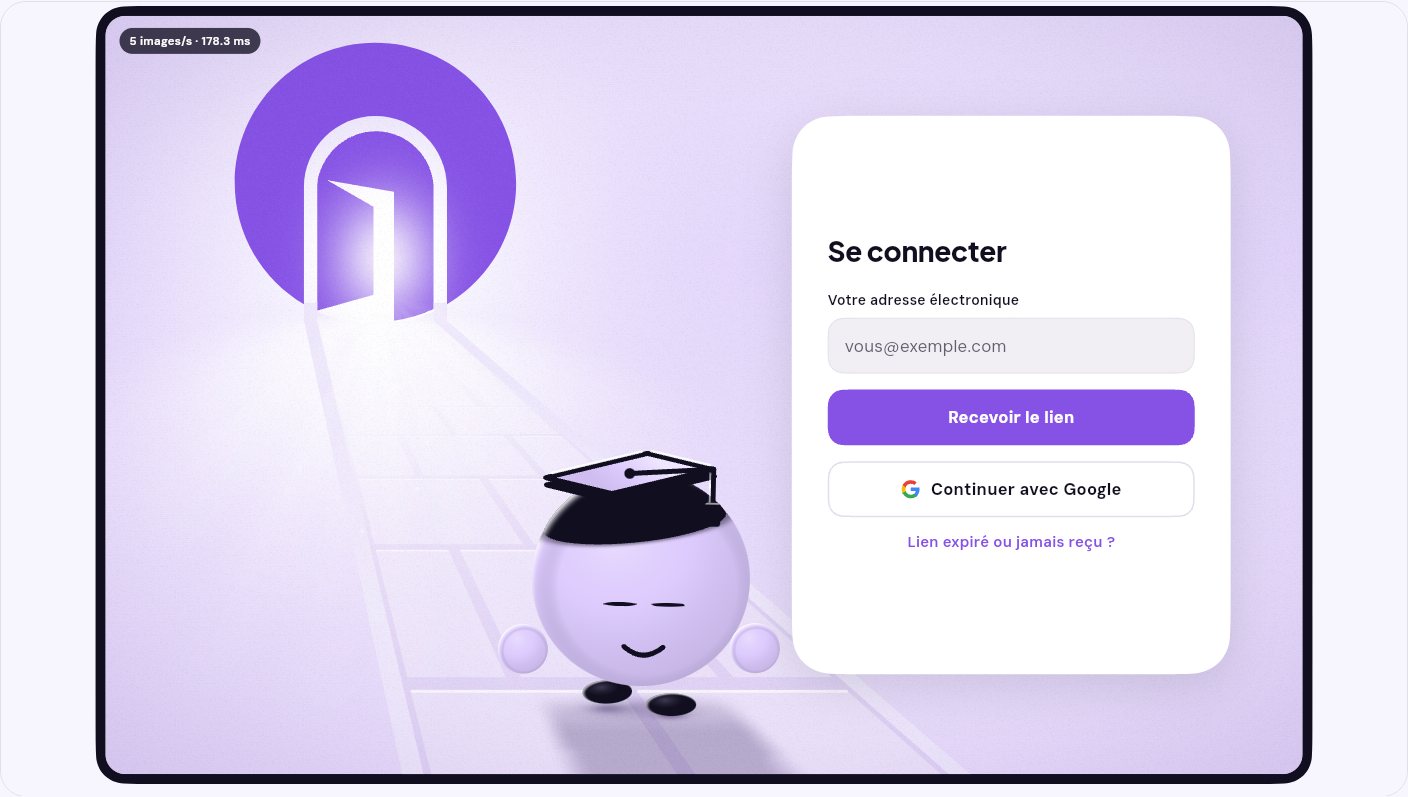 5 images/s · 178.3 ms
Se connecter
Votre adresse électronique
vous@exemple.com
Recevoir le lien
Continuer avec Google
Lien expiré ou jamais reçu ?